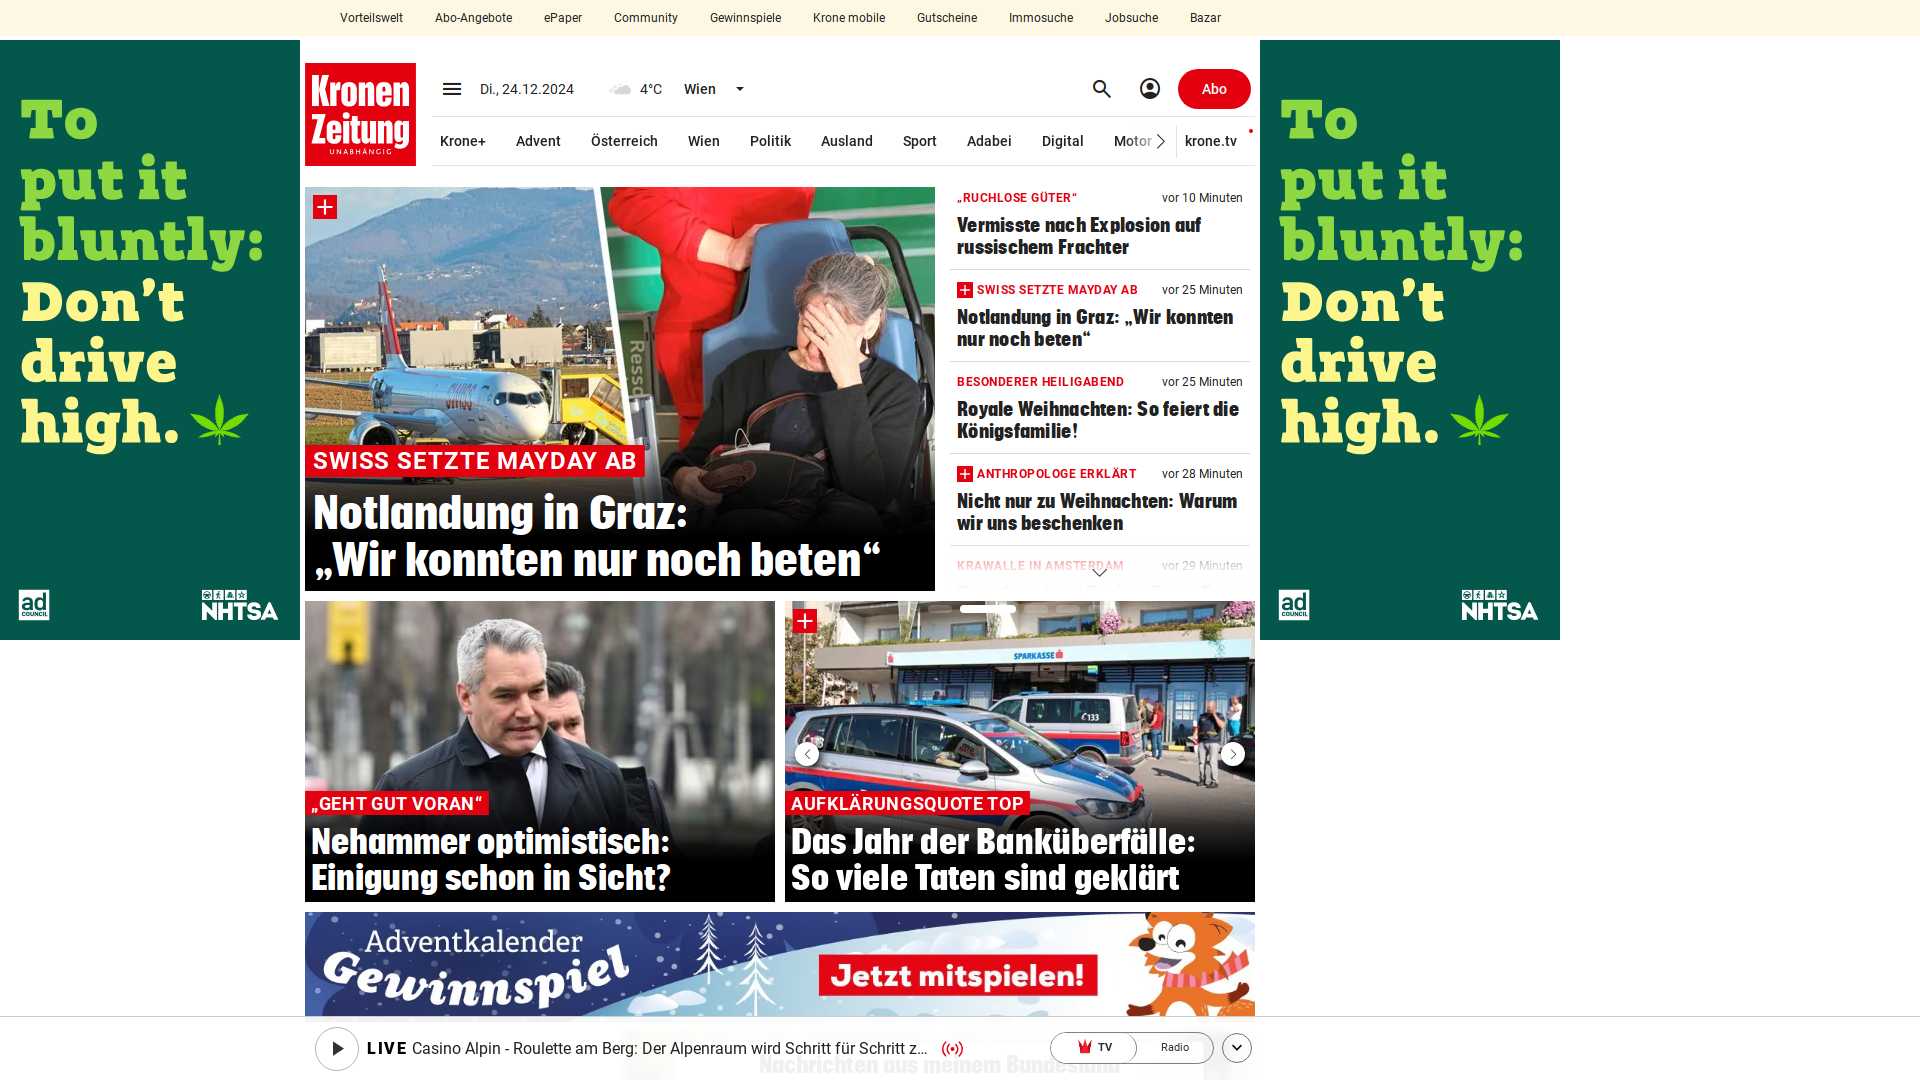 Vorteilswelt Abo-Angebote ePaper Community Gewinnspiele Krone mobile Gutscheine Immosuche Jobsuche Bazar
To
put it
bluntly:
Don't
drive
high.
ad
COUNCIL
NHTSA
Kronen
Zeitung
UNABHÄNGIG
Di., 24.12.2024 4°C Wien Abo
Krone+ Advent Österreich Wien Politik Ausland Sport Adabei Digital Motor krone.tv
SWISS SETZTE MAYDAY AB
Notlandung in Graz:
„Wir konnten nur noch beten“
„RUCHLOSE GÜTER“ vor 10 Minuten
Vermisste nach Explosion auf
russischem Frachter
SWISS SETZTE MAYDAY AB vor 25 Minuten
Notlandung in Graz: „Wir konnten
nur noch beten“
BESONDERER HEILIGABEND vor 25 Minuten
Royale Weihnachten: So feiert die
Königsfamilie!
ANTHROPOLOGE ERKLÄRT vor 28 Minuten
Nicht nur zu Weihnachten: Warum
wir uns beschenken
KRAWALLE IN AMSTERDAM vor 29 Minuten
SPARKASSE
133
„GEHT GUT VORAN“
Nehammer optimistisch:
Einigung schon in Sicht?
AUFKLÄRUNGSQUOTE TOP
Das Jahr der Banküberfälle:
So viele Taten sind geklärt
Adventkalender
Gewinnspiel
Jetzt mitspielen!
LIVE Casino Alpin - Roulette am Berg: Der Alpenraum wird Schritt für Schritt z...
TV Radio
Nachrichten aus meinem Bundesland
To
put it
bluntly:
Don't
drive
high.
ad
COUNCIL
NHTSA